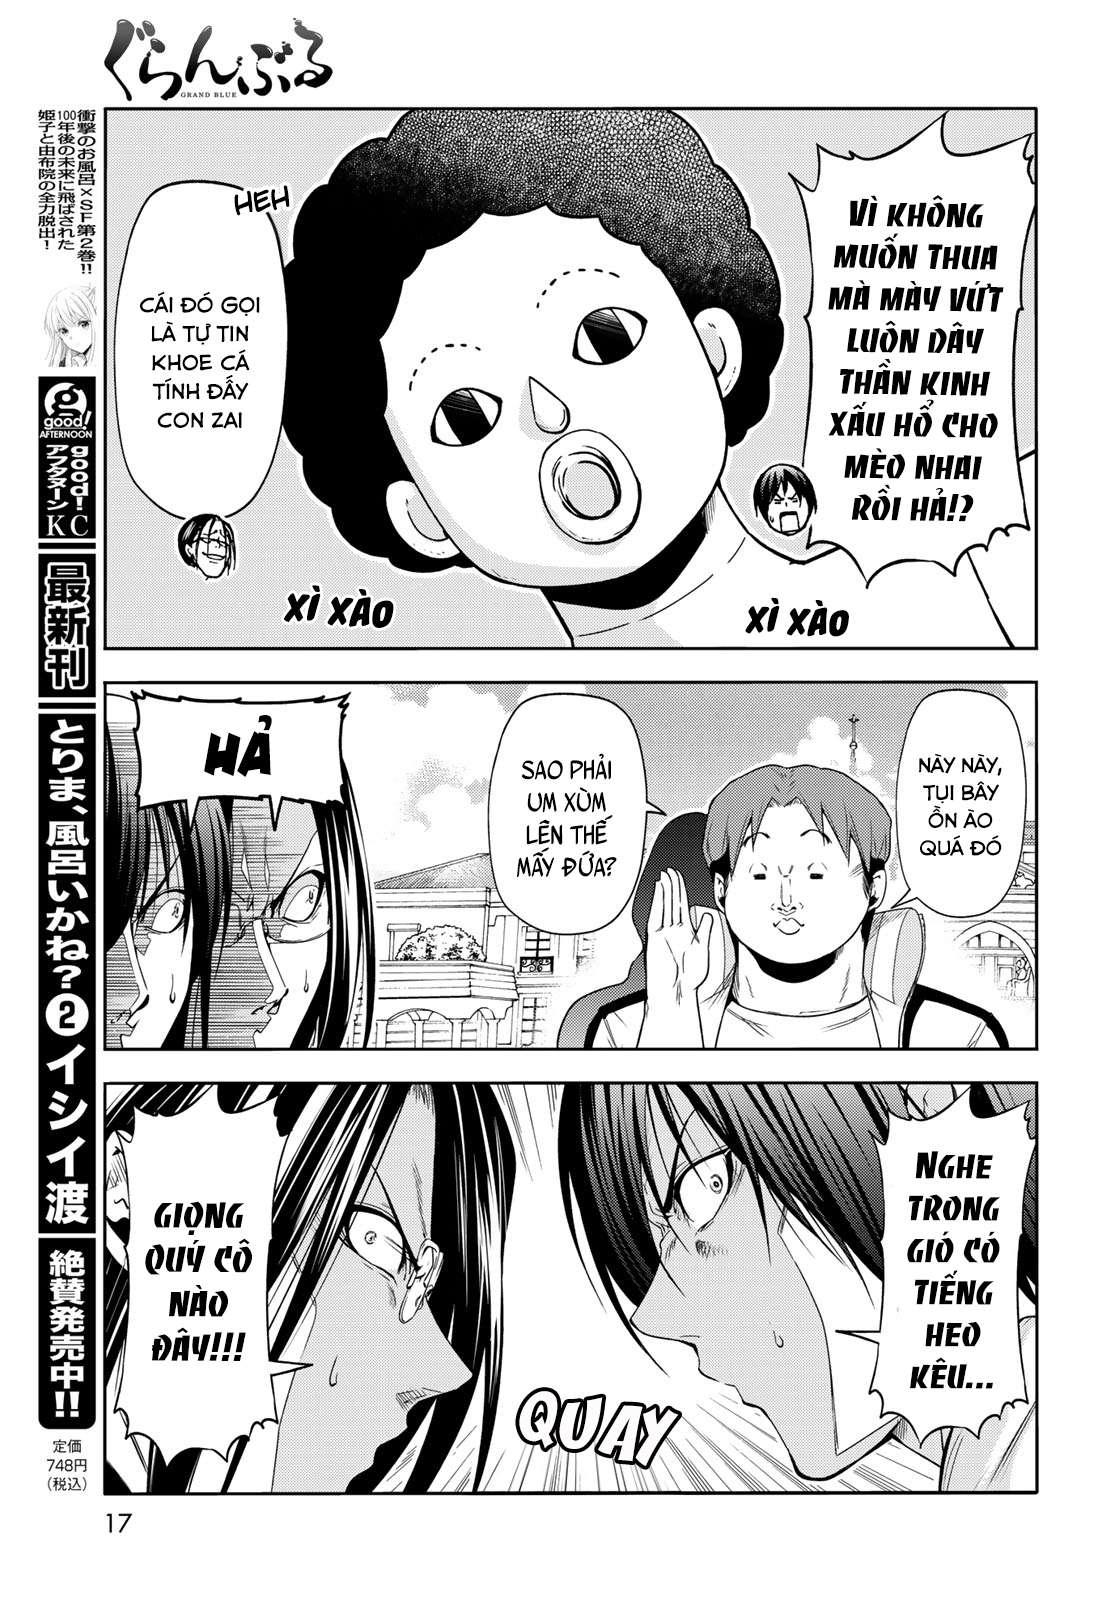 ぐらんぶる
GRAND BLUE
衝撃のお風呂×SF第2巻!!
100年後の未来に飛ばされた
姫子と由布院の全力脱出!
good!
AFTERNOON
good!
アフタヌーン
KC
最新刊
とりま、風呂いかね?②イシイ渡
絶賛発売中!!
定価
748円
(税込)
VÌ KHÔNG
MUỐN THUA
MÀ MÀY VỨT
LUÔN DÂY
THẦN KINH
XẤU HỔ CHO
MÈO NHAI
RỒI HẢ!?
HEH
CÁI ĐÓ GỌI
LÀ TỰ TIN
KHOE CÁ
TÍNH ĐẤY
CON ZAI
XÌ XÀO
XÌ XÀO
NÀY NÀY,
TỤI BÂY
ỒN ÀO
QUÁ ĐÓ
SAO PHẢI
UM XÙM
LÊN THẾ
MẤY ĐỨA?
HẢ
NGHE
TRONG
GIÓ CÓ
TIẾNG
HEO
KÊU...
GIỌNG
QUÝ CÔ
NÀO
ĐÂY!!!
QUAY
17